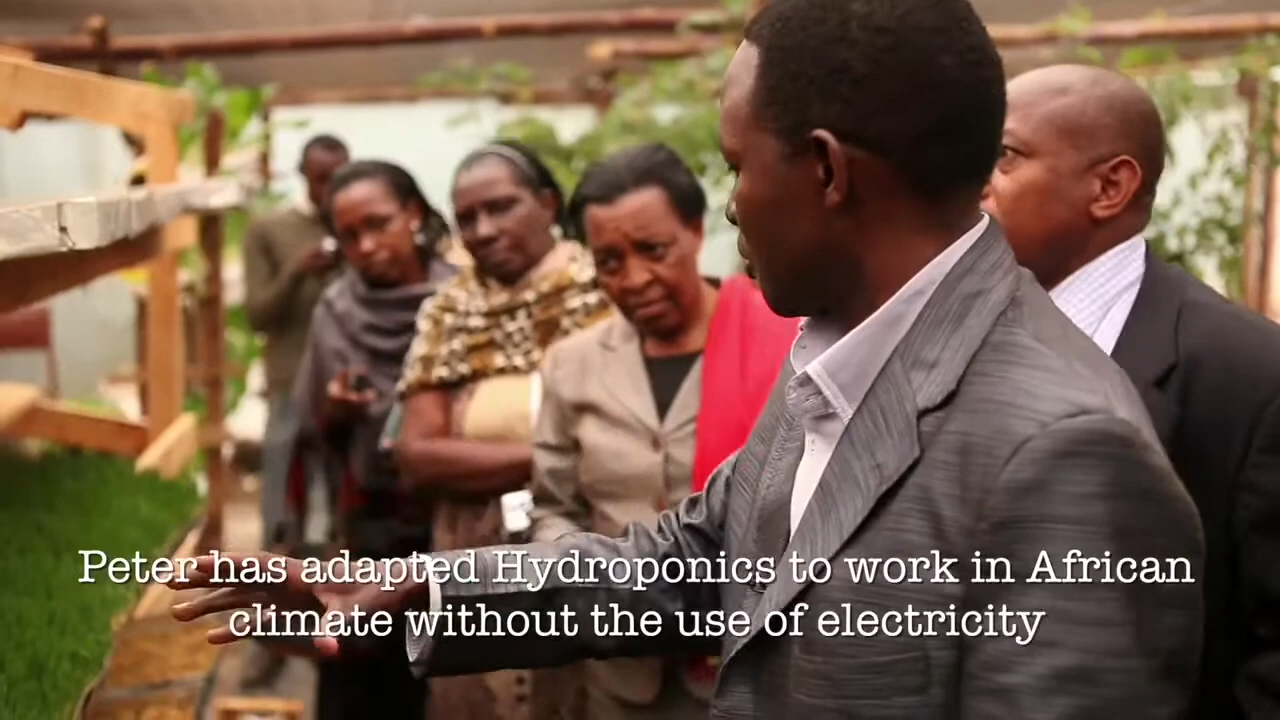 Peter has adapted Hydroponics to work in African
climate without the use of electricity